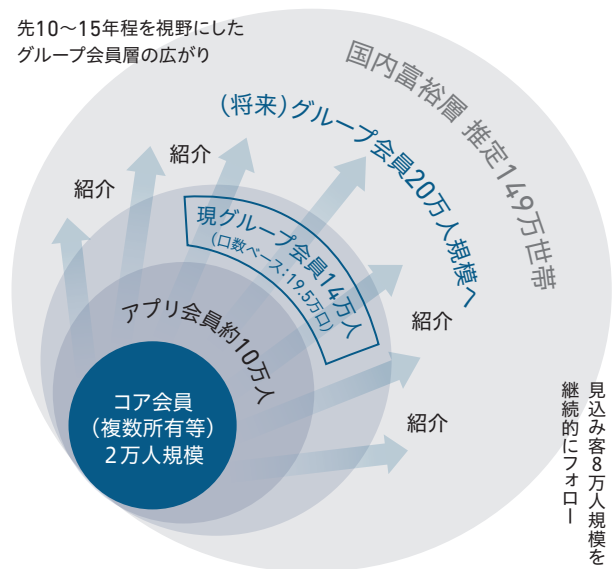 先10～15年程を視野にした
グループ会員層の広がり
国内富裕層 推定149万世帯
（将来）グループ会員20万人規模へ
紹介
紹介
現グループ会員14万人
（口数ベース：19.5万口）
アプリ会員約10万人
紹介
紹介
コア会員
（複数所有等）
2万人規模
見込み客8万人規模を
継続的にフォロー